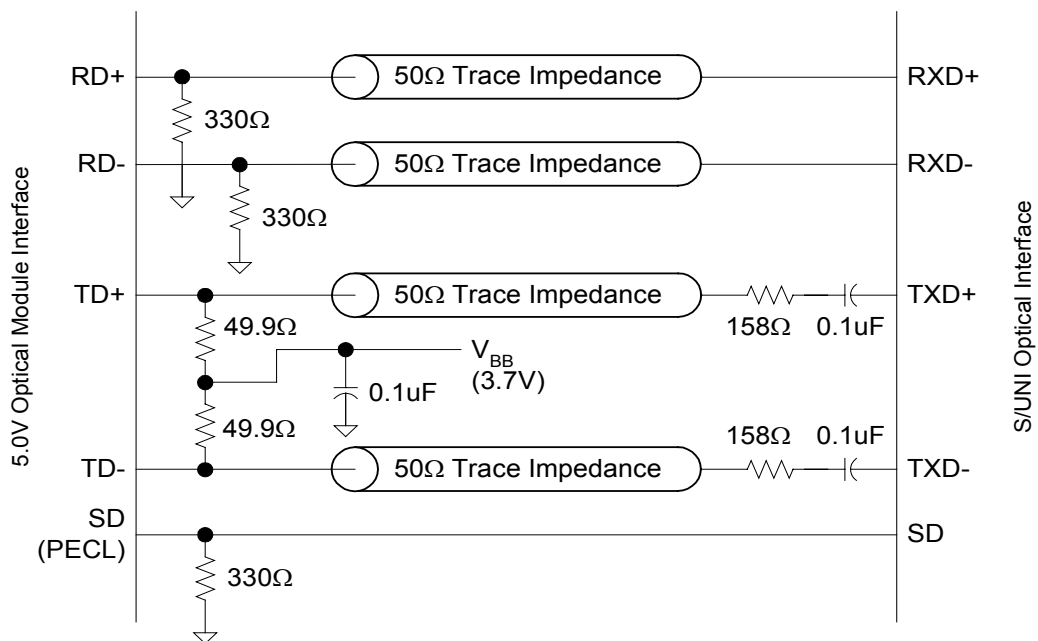 5.0V Optical Module Interface
RD+
50Ω Trace Impedance
RXD+
330Ω
RD-
50Ω Trace Impedance
RXD-
330Ω
TD+
50Ω Trace Impedance
TXD+
158Ω
0.1uF
49.9Ω
VBB
(3.7V)
0.1uF
49.9Ω
158Ω
0.1uF
TD-
50Ω Trace Impedance
TXD-
SD
(PECL)
SD
330Ω
S/UNI Optical Interface